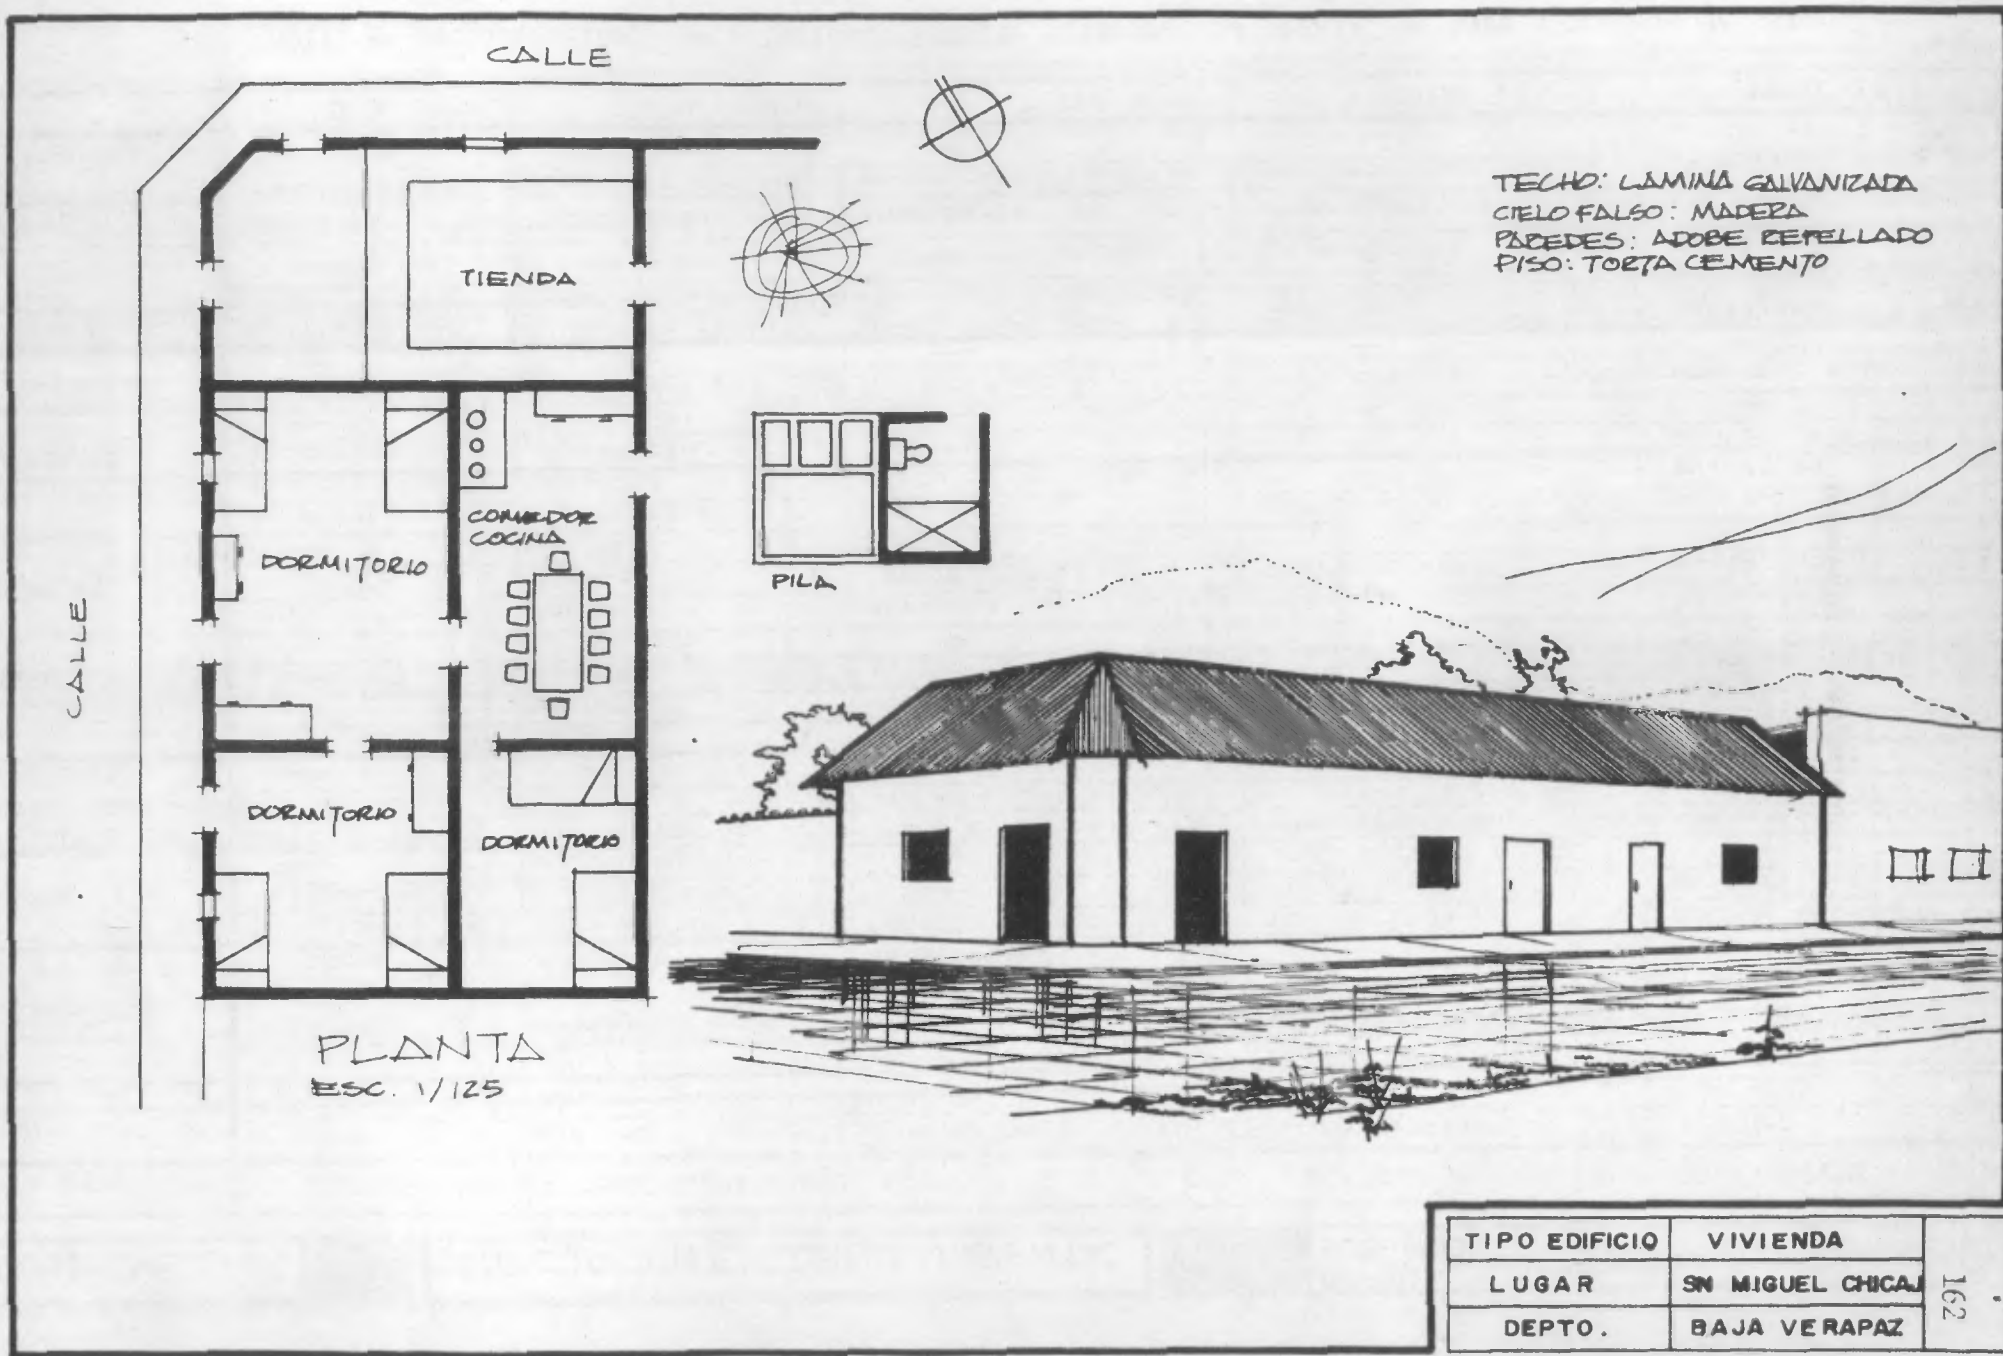 CALLE
TECHO: LAMINA GALVANIZADA
CIELO FALSO: MADERA
PAREDES: ADOBE REPELLADO
PISO: TORTA CEMENTO
TIENDA
COMEDOR
COCINA
DORMITORIO
PILA
CALLE
DORMITORIO
DORMITORIO
PLANTA
ESC. 1/125
TIPO EDIFICIO VIVIENDA
LUGAR SN MIGUEL CHICAJ
DEPTO. BAJA VERAPAZ
162